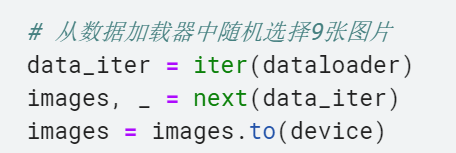 # 从数据加载器中随机选择9张图片
data_iter = iter(dataloader)
images, _ = next(data_iter)
images = images.to(device)